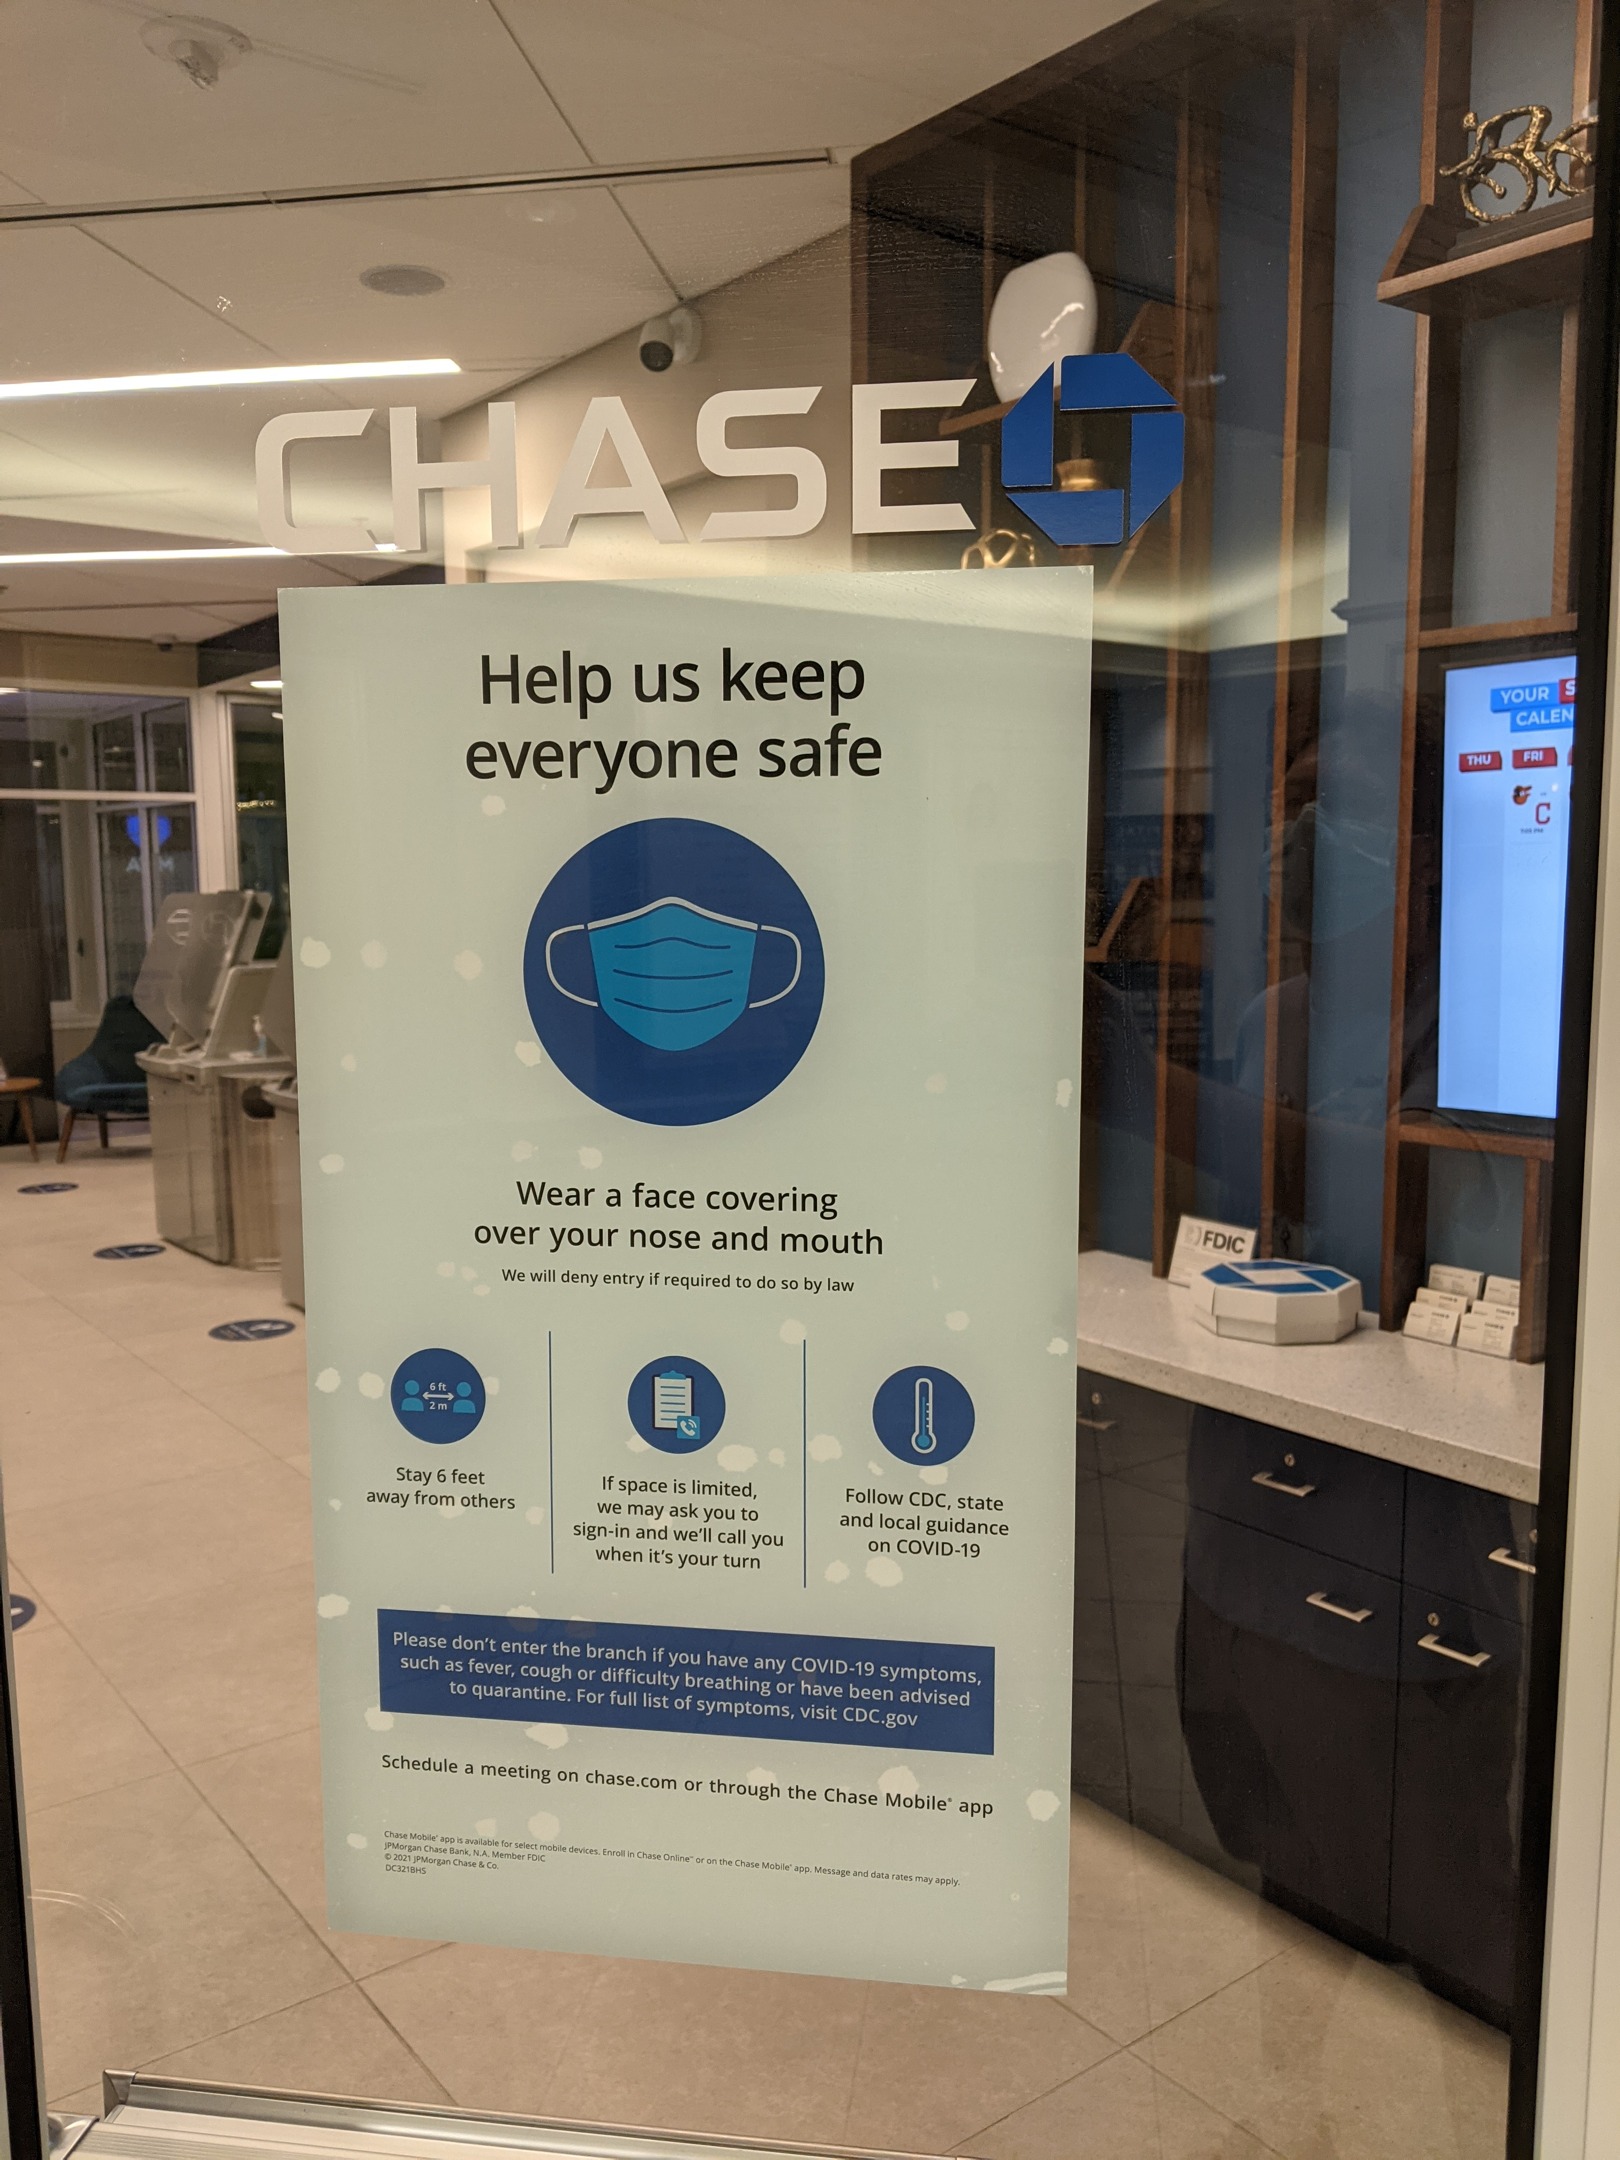 CHASE
Help us keep
everyone safe
Wear a face covering
over your nose and mouth
We will deny entry if required to do so by law
6 ft
2 m
Stay 6 feet
away from others
If space is limited,
we may ask you to
sign-in and we'll call you
when it's your turn
Follow CDC, state
and local guidance
on COVID-19
Please don't enter the branch if you have any COVID-19 symptoms,
such as fever, cough or difficulty breathing or have been advised
to quarantine. For full list of symptoms, visit CDC.gov
Schedule a meeting on chase.com or through the Chase Mobile® app
Chase Mobile® app is available for select mobile devices. Enroll in Chase Online℠ or on the Chase Mobile® app. Message and data rates may apply.
JPMorgan Chase Bank, N.A. Member FDIC
© 2021 JPMorgan Chase & Co.
DC321BHS
YOUR S
CALEN
THU FRI
C
7:05 PM
FDIC